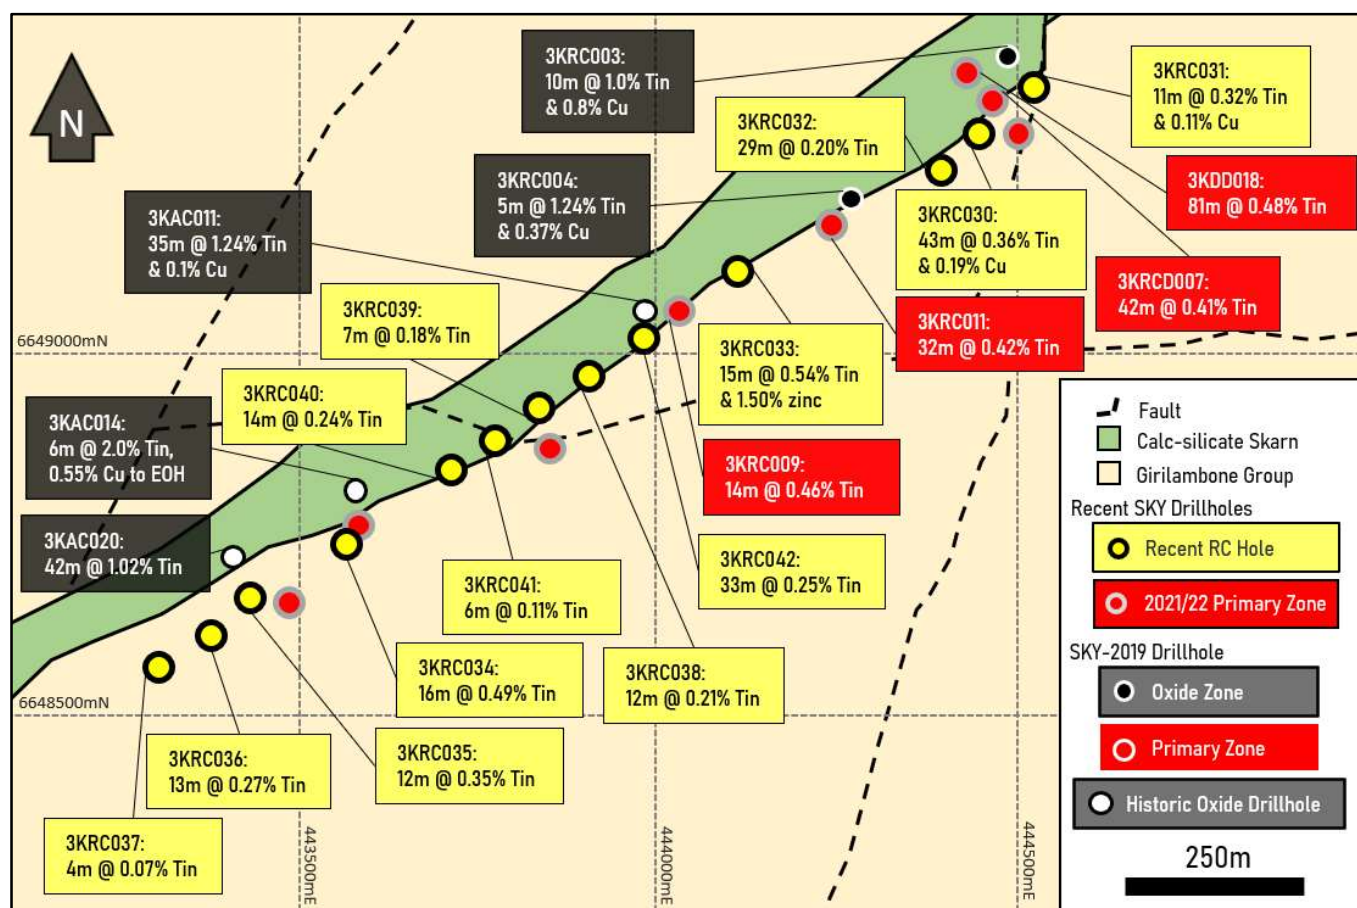 N
3KRC003:
10m @ 1.0% Tin
& 0.8% Cu
3KRC031:
11m @ 0.32% Tin
& 0.11% Cu
3KRC032:
29m @ 0.20% Tin
3KRC004:
5m @ 1.24% Tin
& 0.37% Cu
3KDD018:
81m @ 0.48% Tin
3KAC011:
35m @ 1.24% Tin
& 0.1% Cu
3KRC030:
43m @ 0.36% Tin
& 0.19% Cu
3KRCD007:
42m @ 0.41% Tin
3KRC039:
7m @ 0.18% Tin
3KRC011:
32m @ 0.42% Tin
6649000mN
3KRC033:
15m @ 0.54% Tin
& 1.50% zinc
3KRC040:
14m @ 0.24% Tin
3KAC014:
6m @ 2.0% Tin,
0.55% Cu to EOH
3KRC009:
14m @ 0.46% Tin
3KAC020:
42m @ 1.02% Tin
3KRC042:
33m @ 0.25% Tin
3KRC041:
6m @ 0.11% Tin
3KRC034:
16m @ 0.49% Tin
3KRC038:
12m @ 0.21% Tin
6648500mN
3KRC036:
13m @ 0.27% Tin
3KRC035:
12m @ 0.35% Tin
3KRC037:
4m @ 0.07% Tin
443500mE
444000mE
444500mE
Fault
Calc-silicate Skarn
Girilambone Group
Recent SKY Drillholes
Recent RC Hole
2021/22 Primary Zone
SKY-2019 Drillhole
Oxide Zone
Primary Zone
Historic Oxide Drillhole
250m